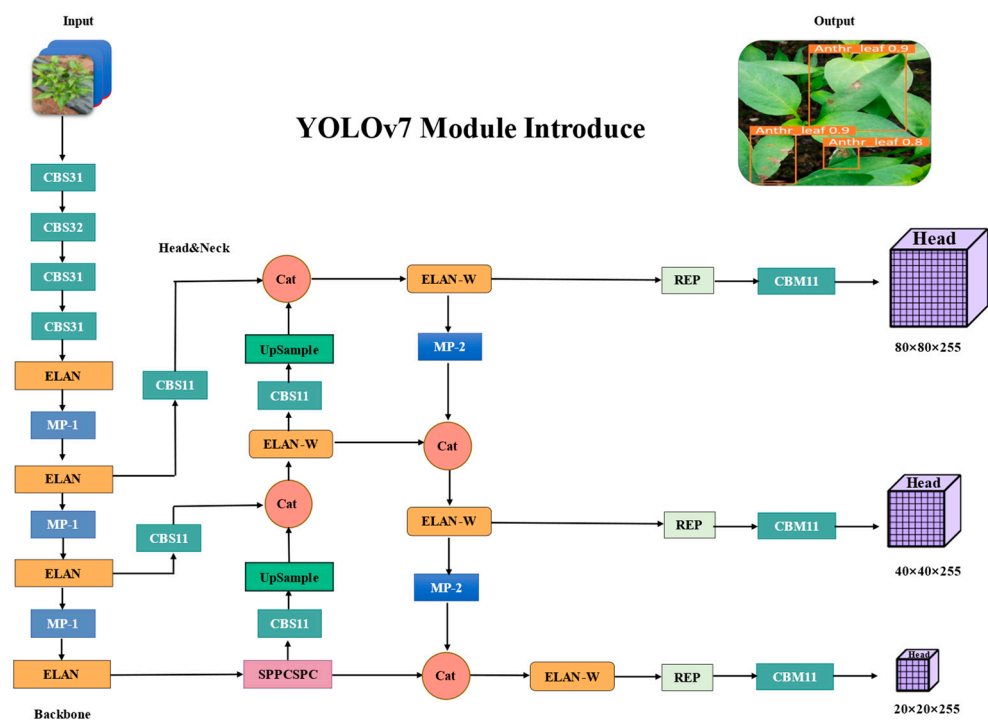 Input
Output
YOLOv7 Module Introduce
Anthr_leaf 0.9
Anthr_leaf 0.9
Anthr_leaf 0.8
CBS31
CBS32
CBS31
CBS31
ELAN
MP-1
ELAN
MP-1
ELAN
MP-1
ELAN
Backbone
Head&Neck
CBS11
CBS11
Cat
UpSample
CBS11
ELAN-W
Cat
UpSample
CBS11
SPPCSPC
ELAN-W
MP-2
Cat
ELAN-W
MP-2
Cat
ELAN-W
REP
CBM11
Head
80×80×255
REP
CBM11
Head
40×40×255
REP
CBM11
Head
20×20×255